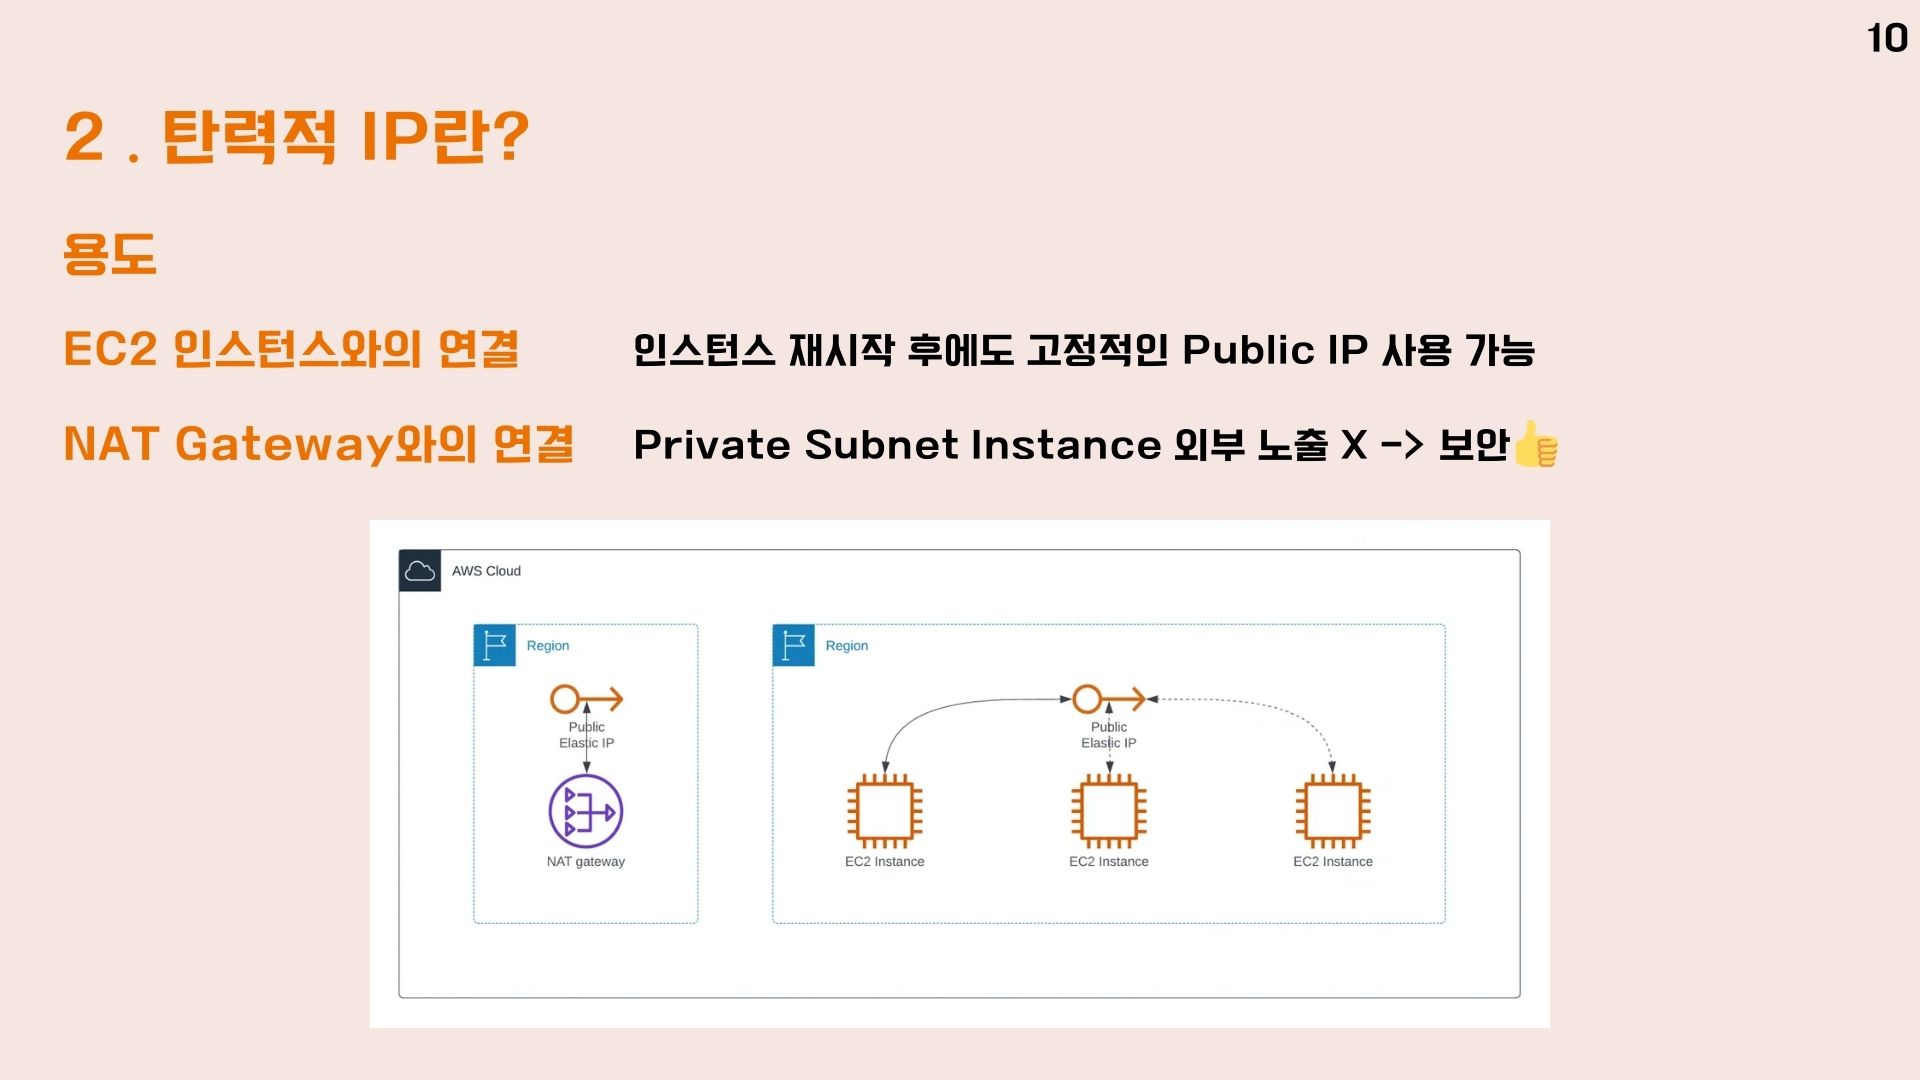 10
2 . 탄력적 IP란?
용도
EC2 인스턴스와의 연결
인스턴스 재시작 후에도 고정적인 Public IP 사용 가능
NAT Gateway와의 연결
Private Subnet Instance 외부 노출 X -> 보안👍
AWS Cloud
Region
Public
Elastic IP
NAT gateway
Region
Public
Elastic IP
EC2 Instance
EC2 Instance
EC2 Instance